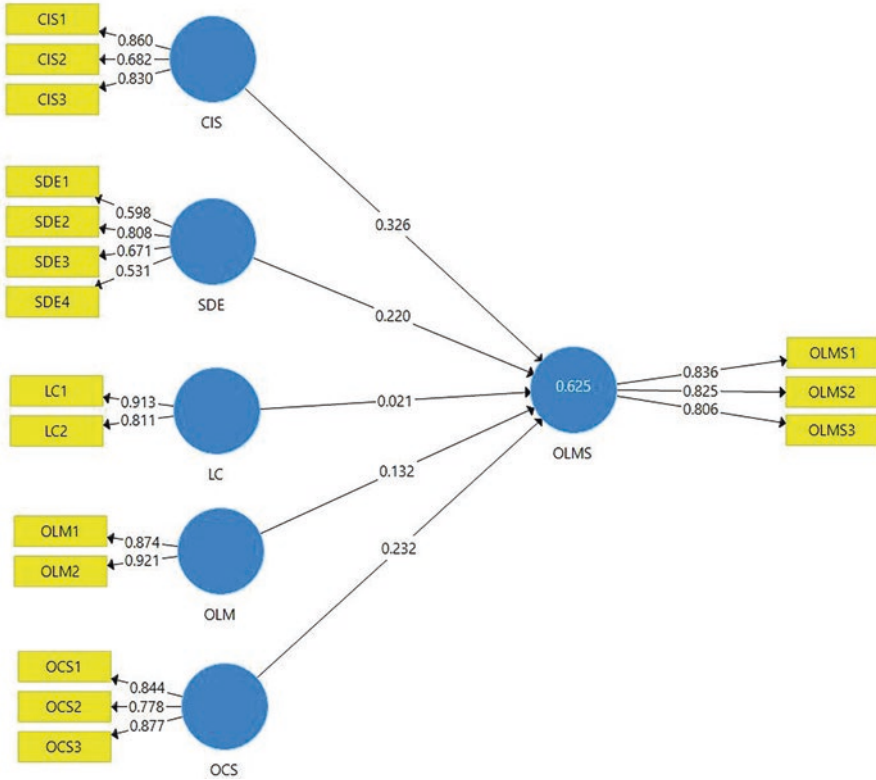 CIS1
0.860
CIS2
0.682
0.830
CIS3
CIS
SDE1
0.598
SDE2
0.808
SDE3
0.671
0.531
SDE4
SDE
LC1
0.913
LC2
0.811
LC
OLM1
0.874
OLM2
0.921
OLM
OCS1
0.844
OCS2
0.778
0.877
OCS3
OCS
0.326
0.220
0.021
0.132
0.232
0.625
OLMS
0.836
OLMS1
0.825
OLMS2
0.806
OLMS3